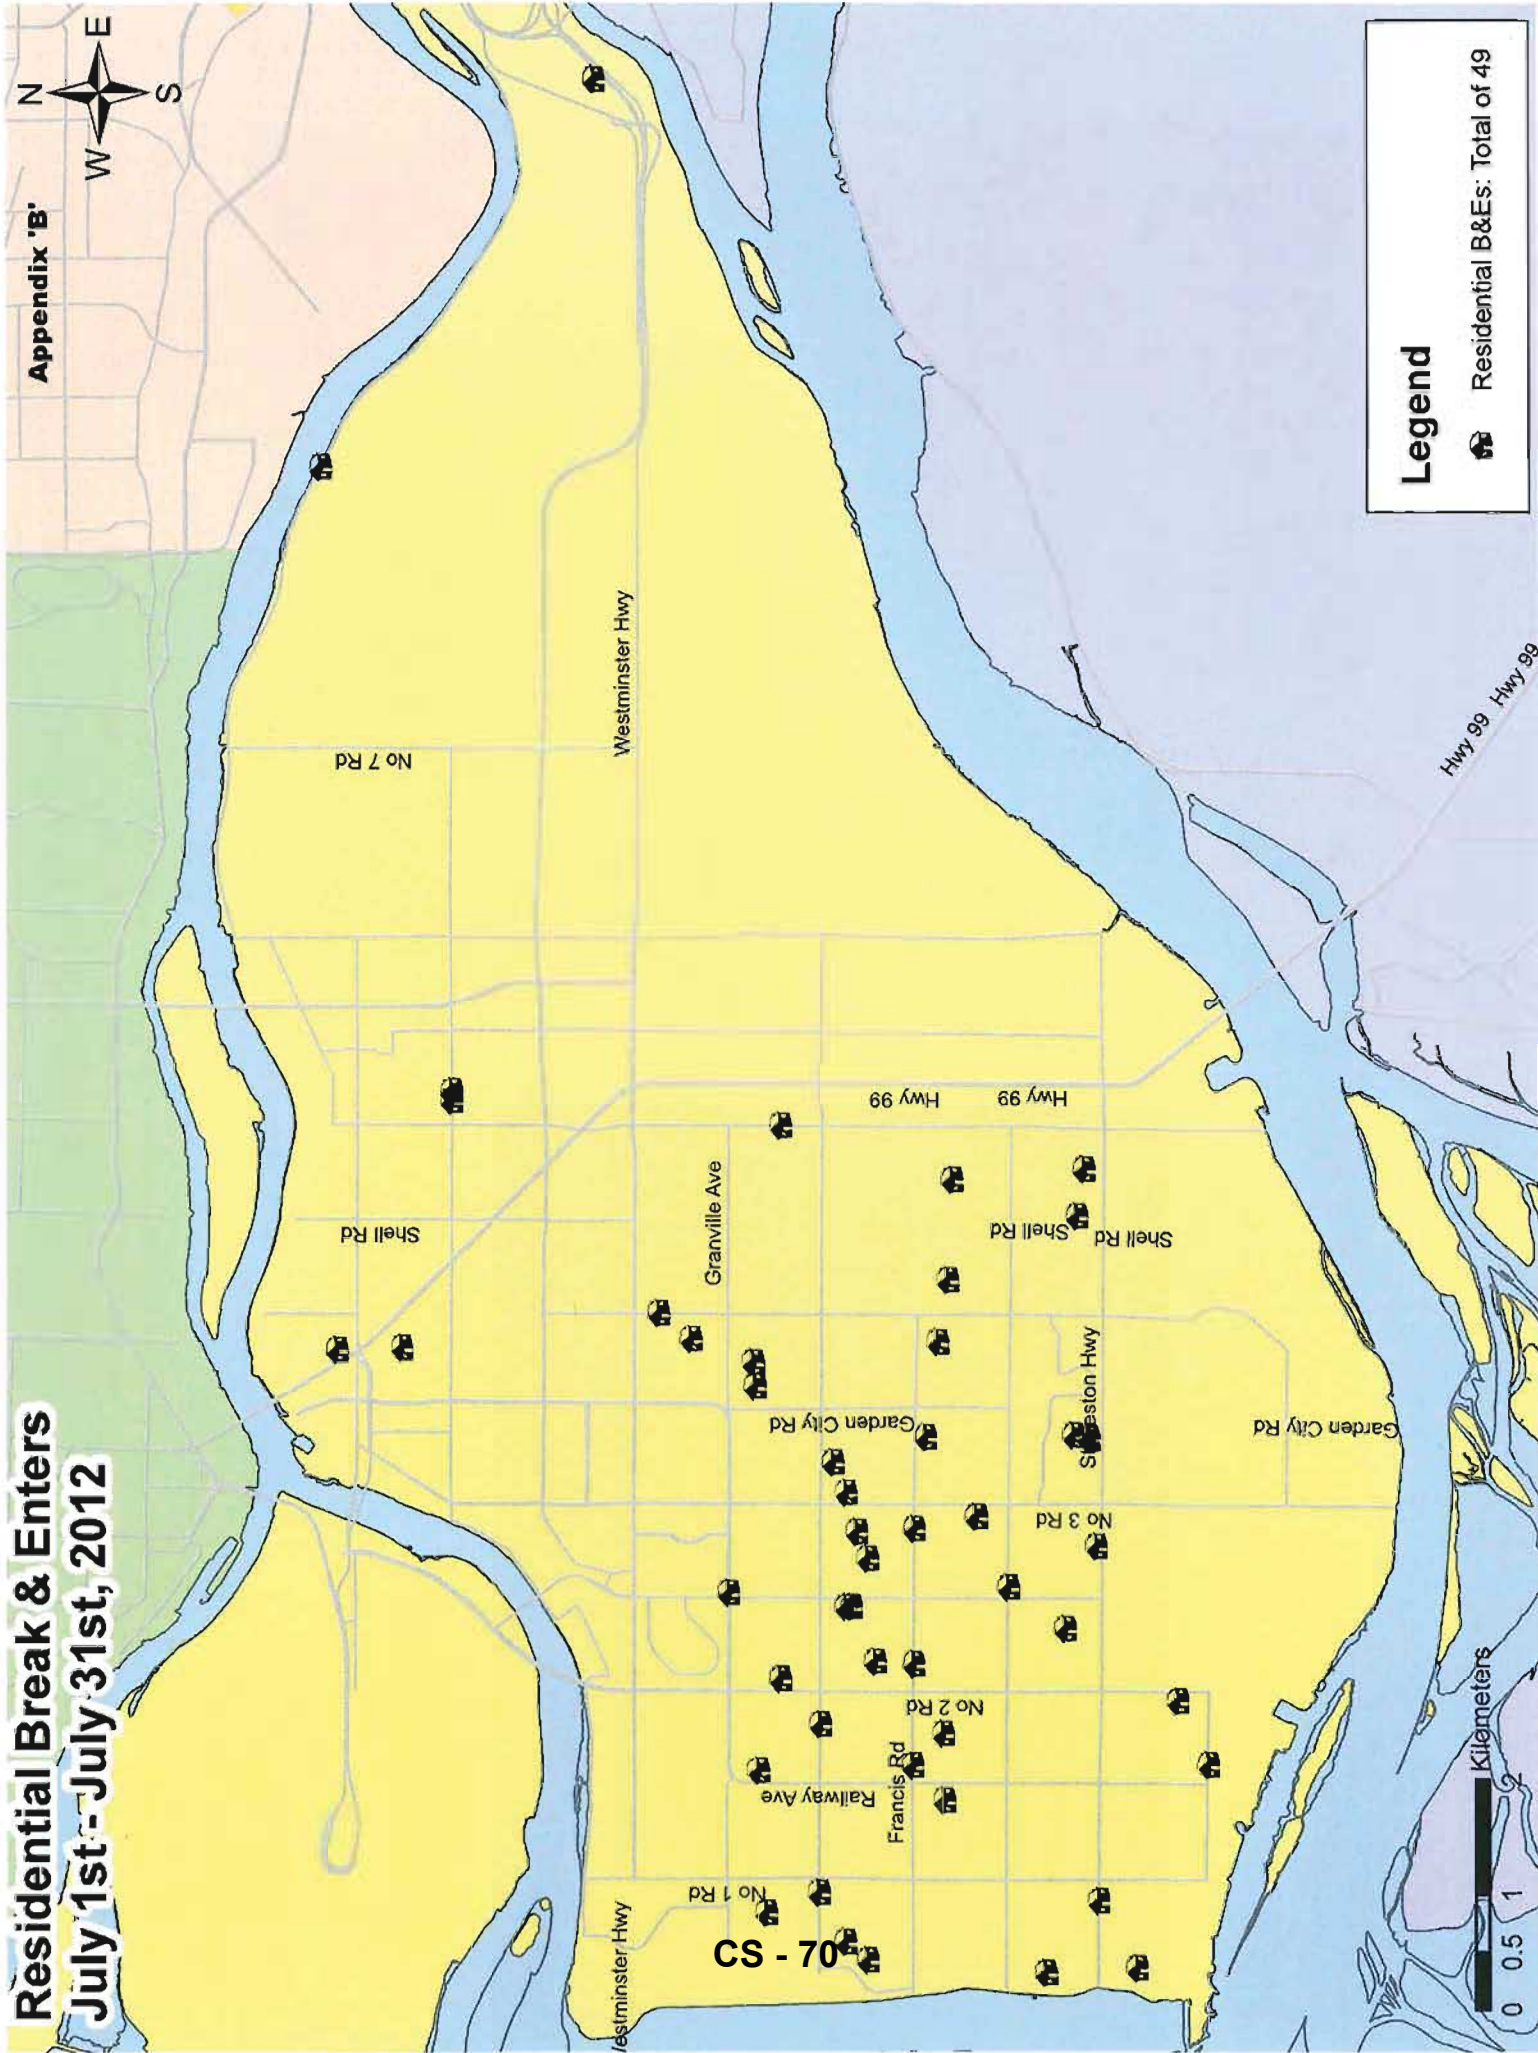 Residential Break & Enters
July 1st - July 31st, 2012
Appendix 'B'
N
W
E
S
No 7 Rd
Westminster Hwy
Shell Rd
Granville Ave
Hwy 99
Hwy 99
Shell Rd
Shell Rd
Garden City Rd
Garden City Rd
No 3 Rd
No 2 Rd
Francis Rd
Railway Ave
No 1 Rd
estminster Hwy
Hwy 99
Hwy 99
Legend
Residential B&Es: Total of 49
0 0.5 1 2
Kilometers
CS - 70